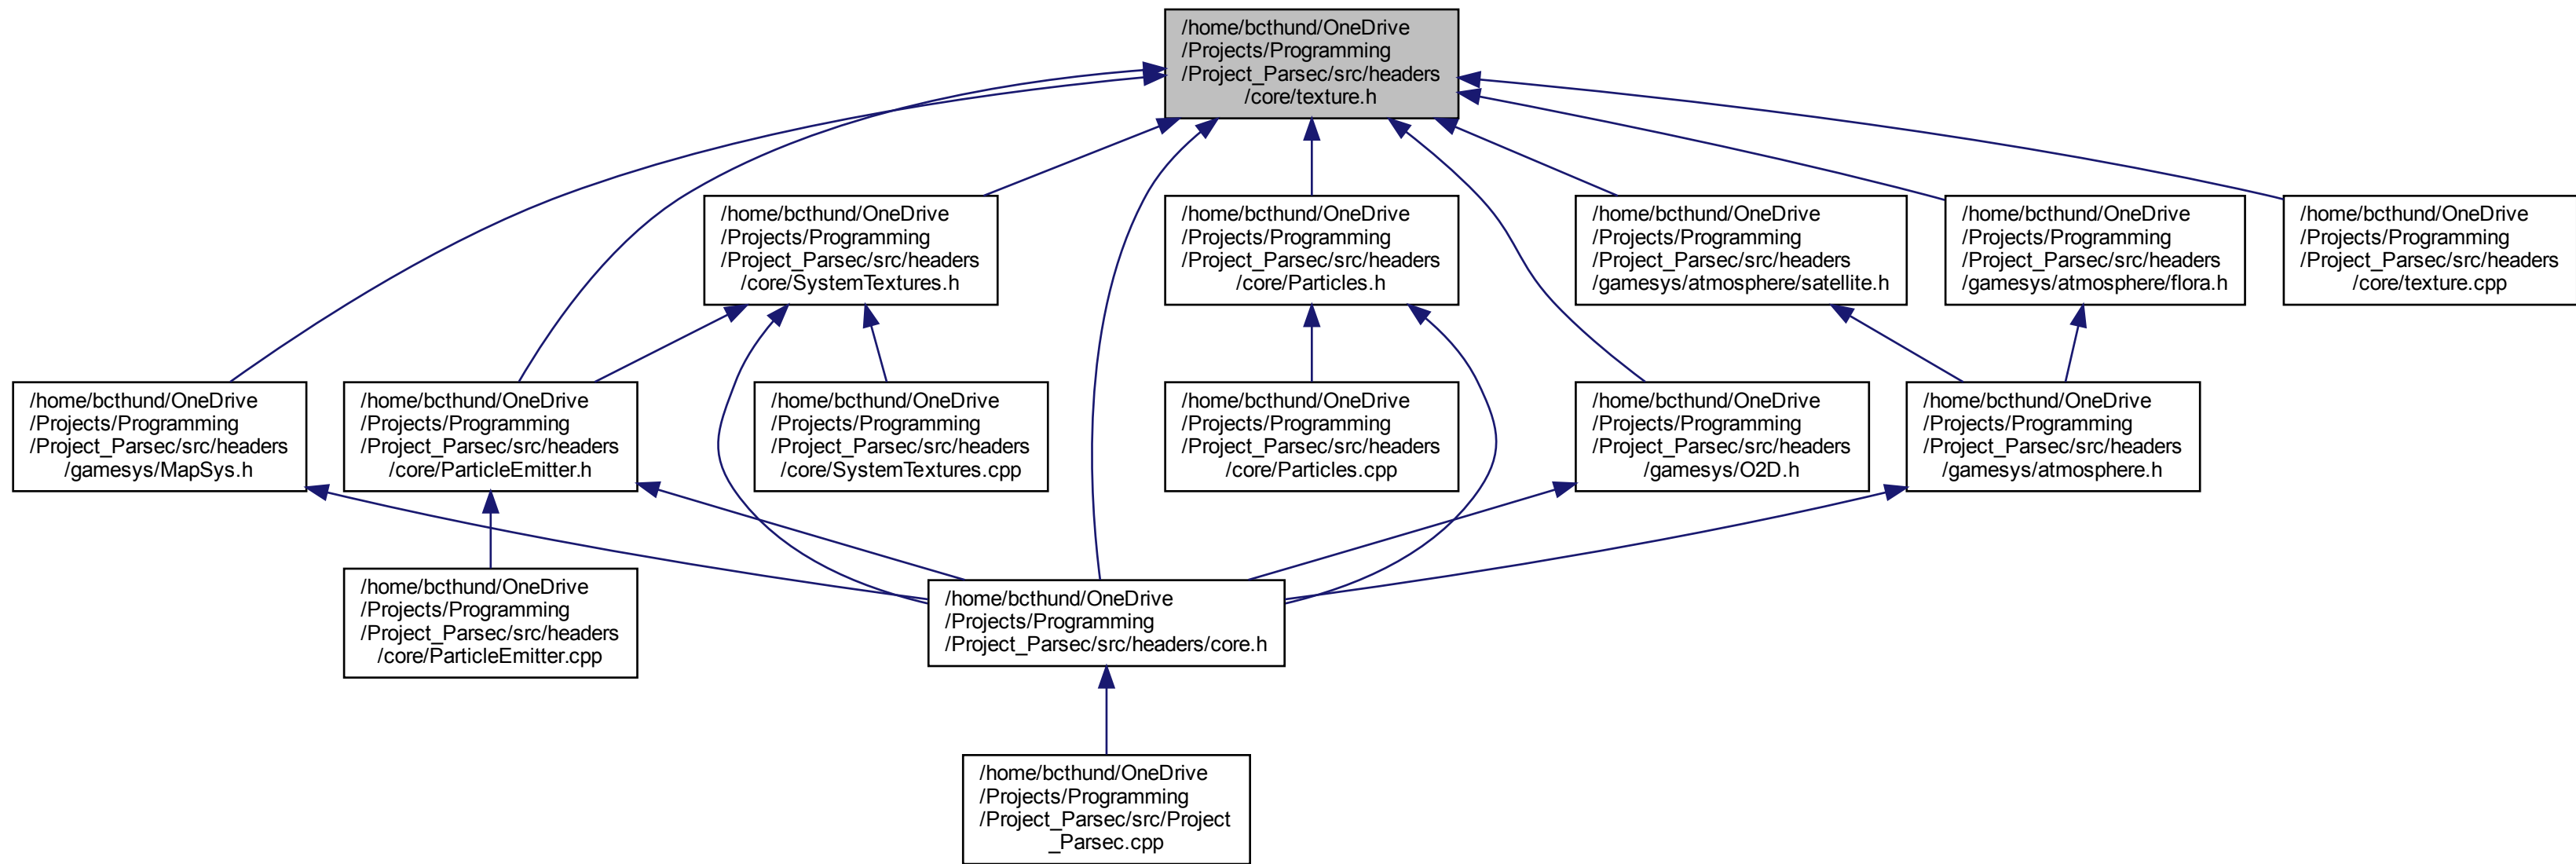 /home/bcthund/OneDrive
/Projects/Programming
/Project_Parsec/src/headers
/core/texture.h
/home/bcthund/OneDrive
/Projects/Programming
/Project_Parsec/src/headers
/core/SystemTextures.h
/home/bcthund/OneDrive
/Projects/Programming
/Project_Parsec/src/headers
/core/Particles.h
/home/bcthund/OneDrive
/Projects/Programming
/Project_Parsec/src/headers
/gamesys/atmosphere/satellite.h
/home/bcthund/OneDrive
/Projects/Programming
/Project_Parsec/src/headers
/gamesys/atmosphere/flora.h
/home/bcthund/OneDrive
/Projects/Programming
/Project_Parsec/src/headers
/core/texture.cpp
/home/bcthund/OneDrive
/Projects/Programming
/Project_Parsec/src/headers
/gamesys/MapSys.h
/home/bcthund/OneDrive
/Projects/Programming
/Project_Parsec/src/headers
/core/ParticleEmitter.h
/home/bcthund/OneDrive
/Projects/Programming
/Project_Parsec/src/headers
/core/SystemTextures.cpp
/home/bcthund/OneDrive
/Projects/Programming
/Project_Parsec/src/headers
/core/Particles.cpp
/home/bcthund/OneDrive
/Projects/Programming
/Project_Parsec/src/headers
/gamesys/O2D.h
/home/bcthund/OneDrive
/Projects/Programming
/Project_Parsec/src/headers
/gamesys/atmosphere.h
/home/bcthund/OneDrive
/Projects/Programming
/Project_Parsec/src/headers
/core/ParticleEmitter.cpp
/home/bcthund/OneDrive
/Projects/Programming
/Project_Parsec/src/headers/core.h
/home/bcthund/OneDrive
/Projects/Programming
/Project_Parsec/src/Project
_Parsec.cpp